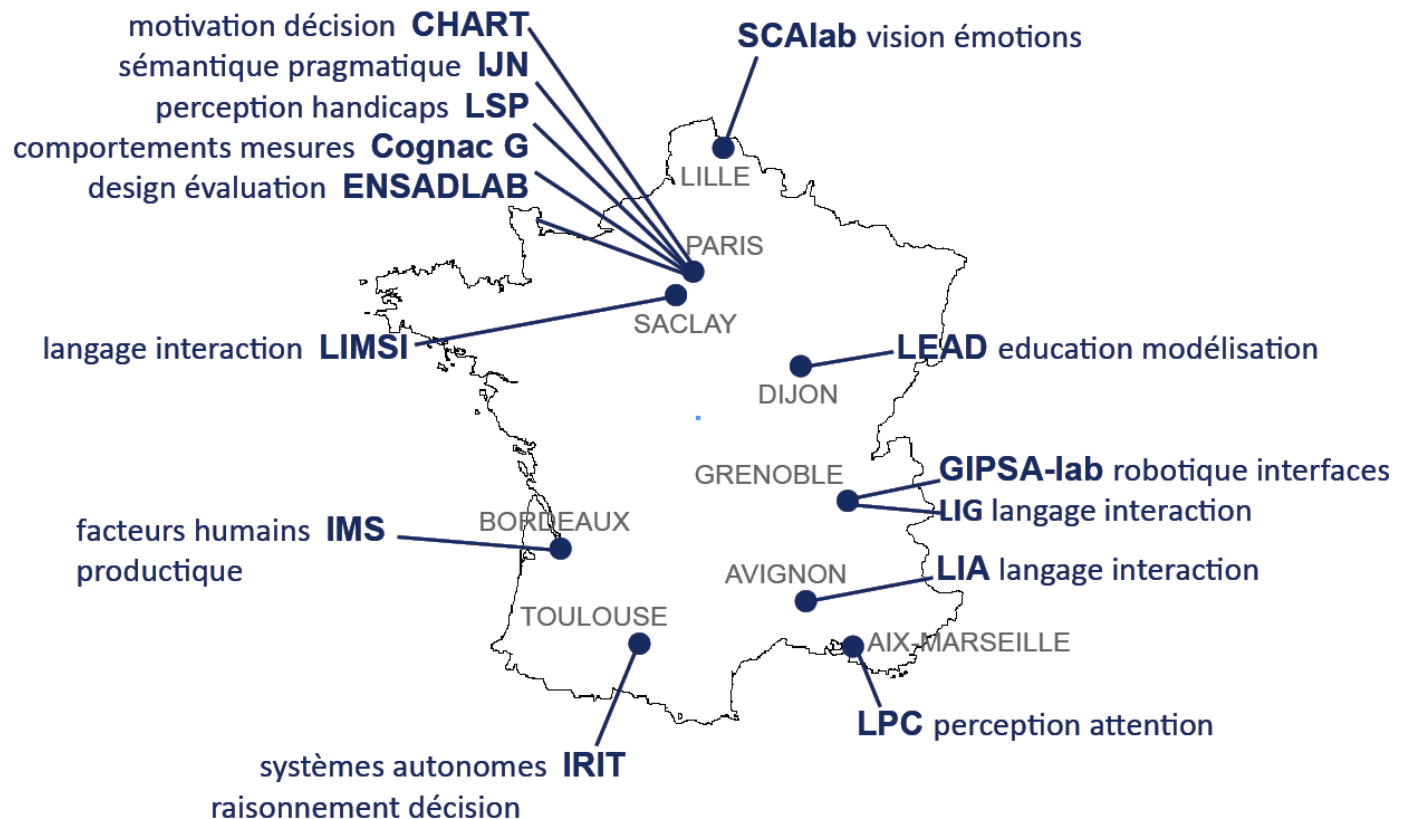 motivation décision CHART
sémantique pragmatique IJN
perception handicaps LSP
comportements mesures Cognac G
design évaluation ENSADLAB
SCAlab vision émotions
LILLE
PARIS
SACLAY
langage interaction LIMSI
LEAD education modélisation
DIJON
GRENOBLE
GIPSA-lab robotique interfaces
LIG langage interaction
BORDEAUX
facteurs humains IMS
productique
AVIGNON
LIA langage interaction
TOULOUSE
AIX-MARSEILLE
LPC perception attention
systèmes autonomes IRIT
raisonnement décision